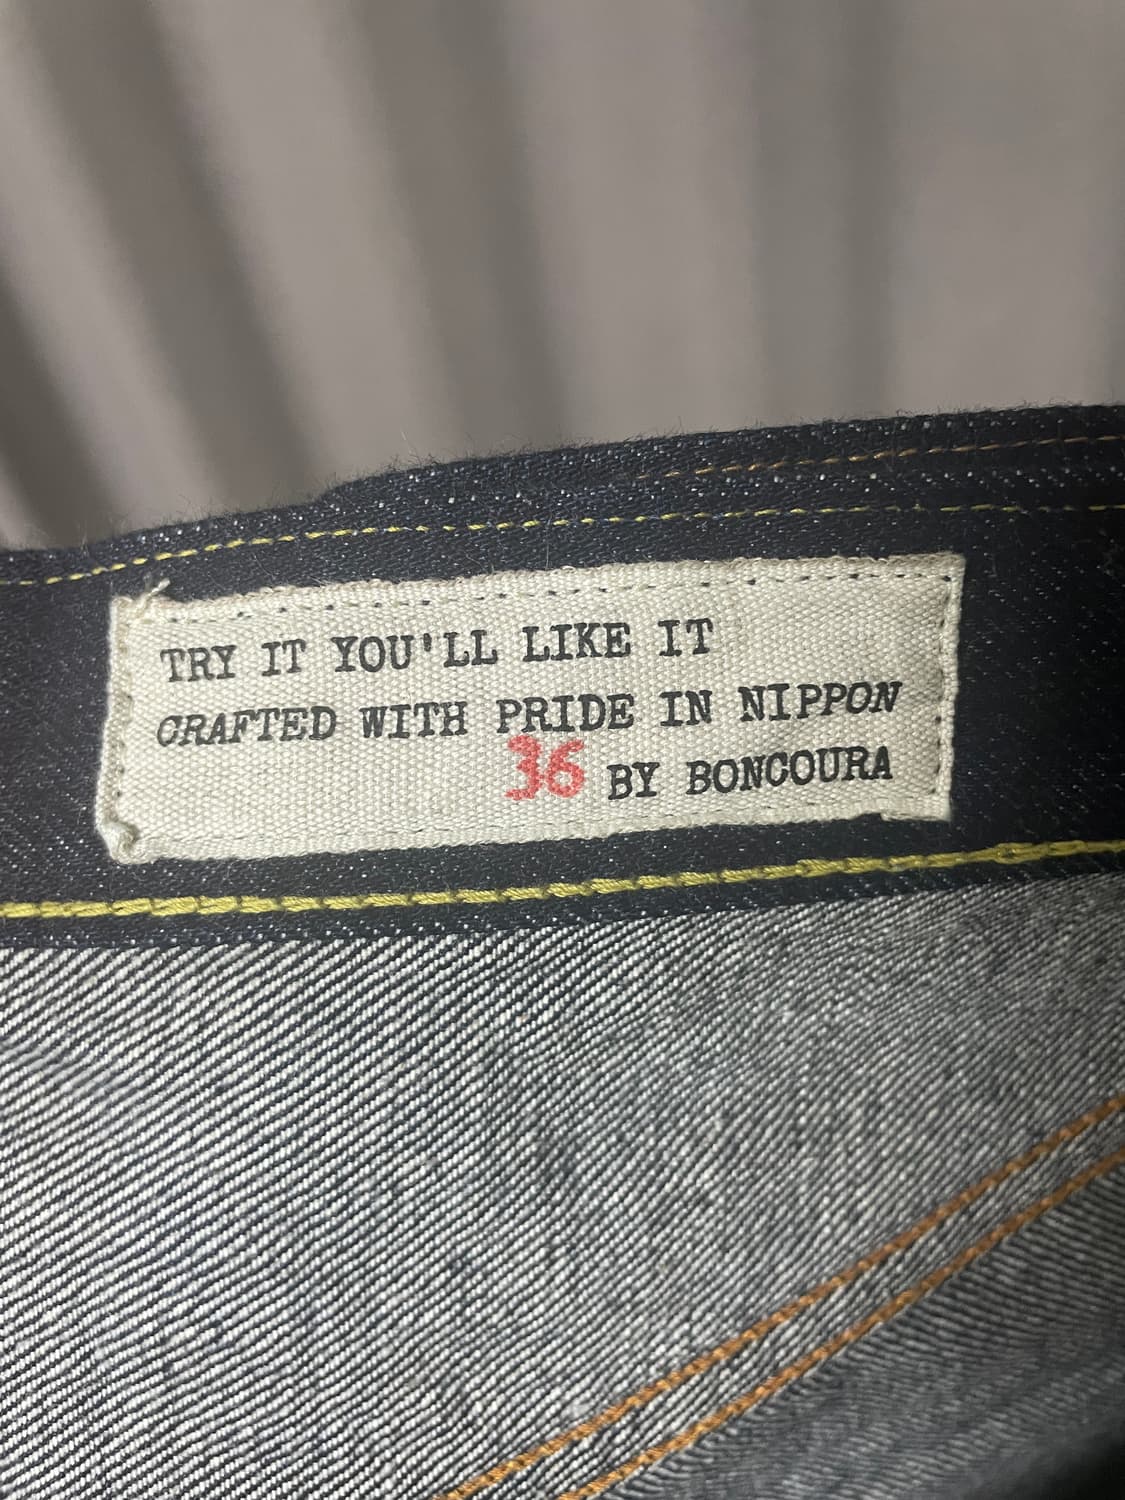 TRY IT YOU'LL LIKE IT
CRAFTED WITH PRIDE IN NIPPON
36 BY BONCOURA